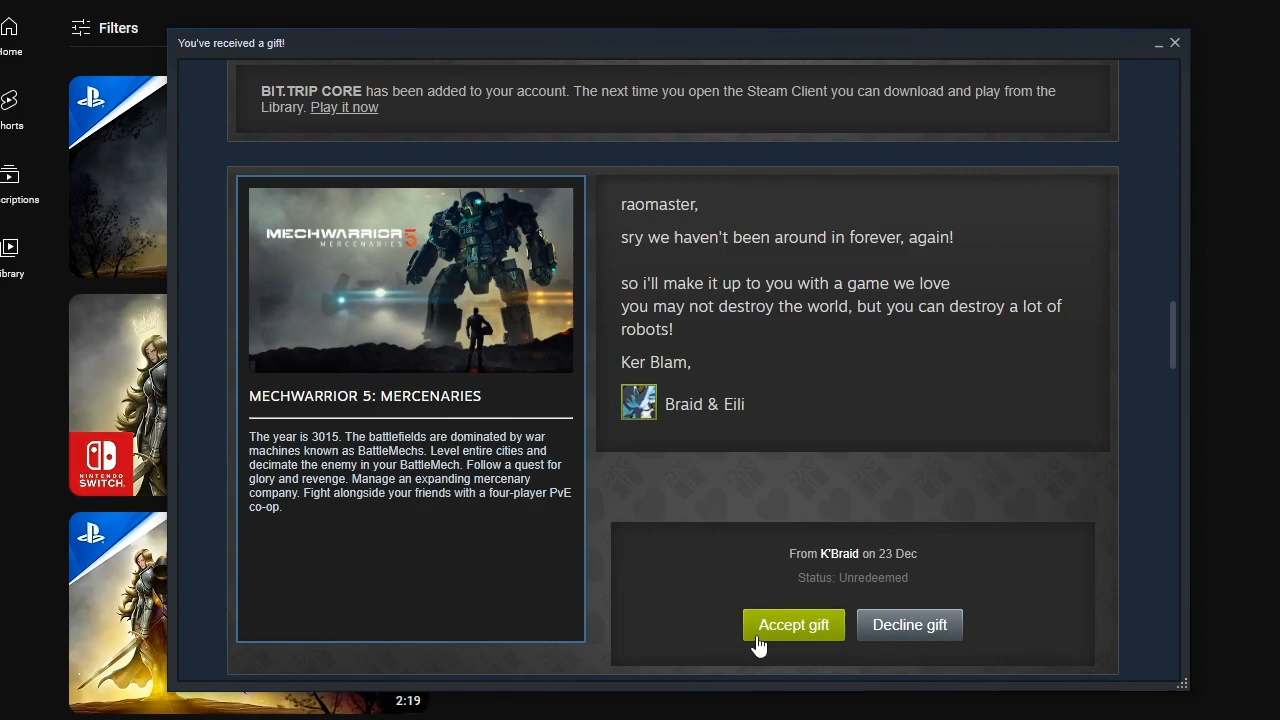 Home
Filters
horts
criptions
ibrary
NINTENDO
SWITCH.
2:19
You've received a gift!
BIT.TRIP CORE has been added to your account. The next time you open the Steam Client you can download and play from the
Library. Play it now
MECHWARRIOR 5
MERCENARIES
MECHWARRIOR 5: MERCENARIES
The year is 3015. The battlefields are dominated by war
machines known as BattleMechs. Level entire cities and
decimate the enemy in your BattleMech. Follow a quest for
glory and revenge. Manage an expanding mercenary
company. Fight alongside your friends with a four-player PvE
co-op.
raomaster,
sry we haven't been around in forever, again!
so i'll make it up to you with a game we love
you may not destroy the world, but you can destroy a lot of
robots!
Ker Blam,
Braid & Eili
From K'Braid on 23 Dec
Status: Unredeemed
Accept gift
Decline gift